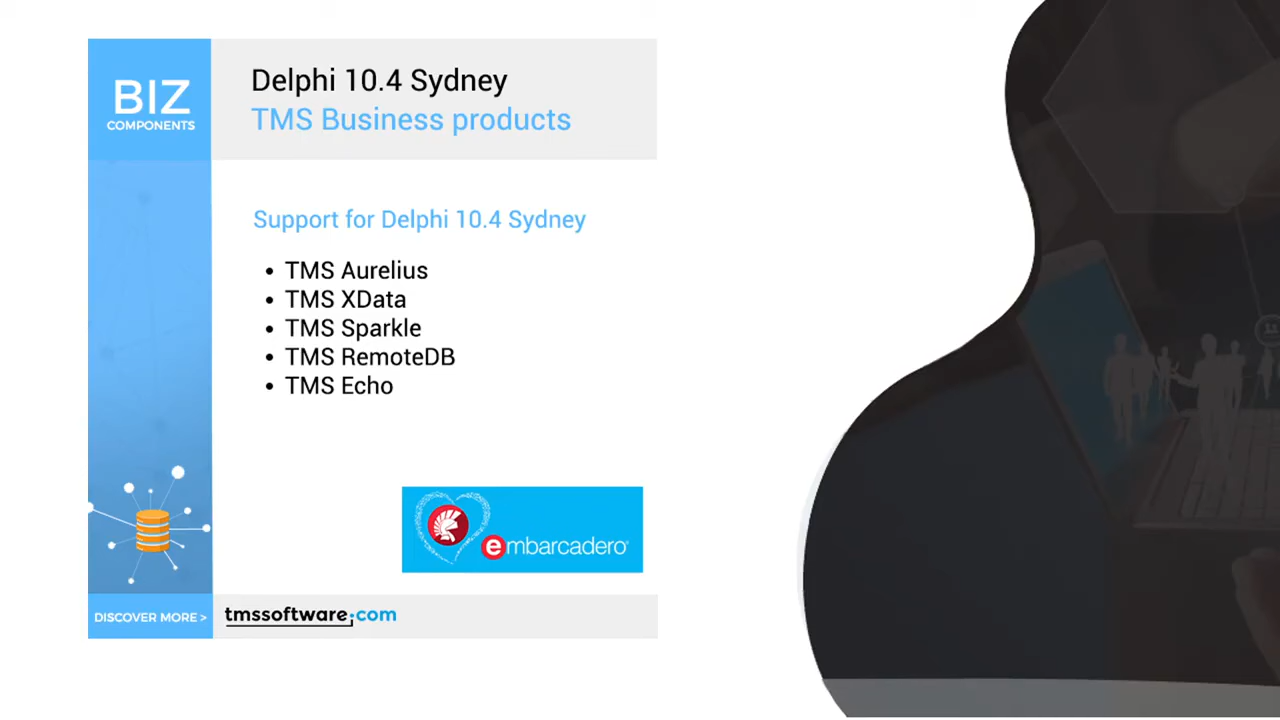 BIZ
COMPONENTS
Delphi 10.4 Sydney
TMS Business products
Support for Delphi 10.4 Sydney
• TMS Aurelius
• TMS XData
• TMS Sparkle
• TMS RemoteDB
• TMS Echo
embarcadero®
DISCOVER MORE >
tmssoftware.com